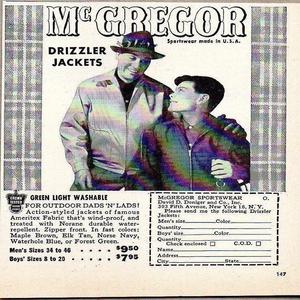 McGREGOR
Sportswear made in U.S.A.
DRIZZLER
JACKETS
GREEN LIGHT WASHABLE
FOR OUTDOOR DADS 'N' LADS!
Action-styled jackets of famous
Ameritex Fabric that's wind-proof, and
treated with Norane durable water-
repellent. Zipper front. In fast colors:
Maple Brown, Elk Tan, Norse Navy,
Waterhole Blue, or Forest Green.
Men's Sizes 34 to 46 • • $9.50
Boys' Sizes 8 to 20 • • • $7.95
McGREGOR SPORTSWEAR O.
David D. Doniger and Co., Inc.
303 Fifth Avenue, New York 16, N. Y.
Please send me the following Drizzler
Jackets:
Men's size Color
Quantity
Boys' size Color
Quantity
Check enclosed C.O.D.
Name
Address
City State
147